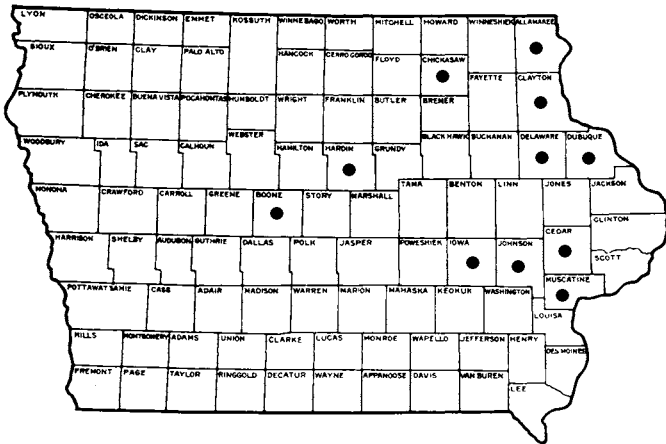 LYON OSCEOLA DICKINSON EMMET KOSSUTH WINNEBAGO WORTH MITCHELL HOWARD WINNESHIEK ALLAMAKEE
SIOUX O'BRIEN CLAY PALO ALTO HANCOCK CERRO GORDO FLOYD CHICKASAW
FAYETTE CLAYTON
PLYMOUTH CHEROKEE BUENA VISTA POCAHONTAS HUMBOLDT WRIGHT FRANKLIN BUTLER BREMER
WOODBURY IDA SAC CALHOUN WEBSTER HAMILTON HARDIN GRUNDY BLACK HAWK BUCHANAN DELAWARE DUBUQUE
MONONA CRAWFORD CARROLL GREENE BOONE STORY MARSHALL TAMA BENTON LINN JONES JACKSON
CLINTON
HARRISON SHELBY AUDUBON GUTHRIE DALLAS POLK JASPER POWESHIEK IOWA JOHNSON CEDAR
SCOTT
MUSCATINE
POTTAWATTAMIE CASS ADAIR MADISON WARREN MARION MAHASKA KEOKUK WASHINGTON
LOUISA
MILLS MONTGOMERY ADAMS UNION CLARKE LUCAS MONROE WAPELLO JEFFERSON HENRY
DES MOINES
FREMONT PAGE TAYLOR RINGGOLD DECATUR WAYNE APPANOOSE DAVIS VAN BUREN
LEE